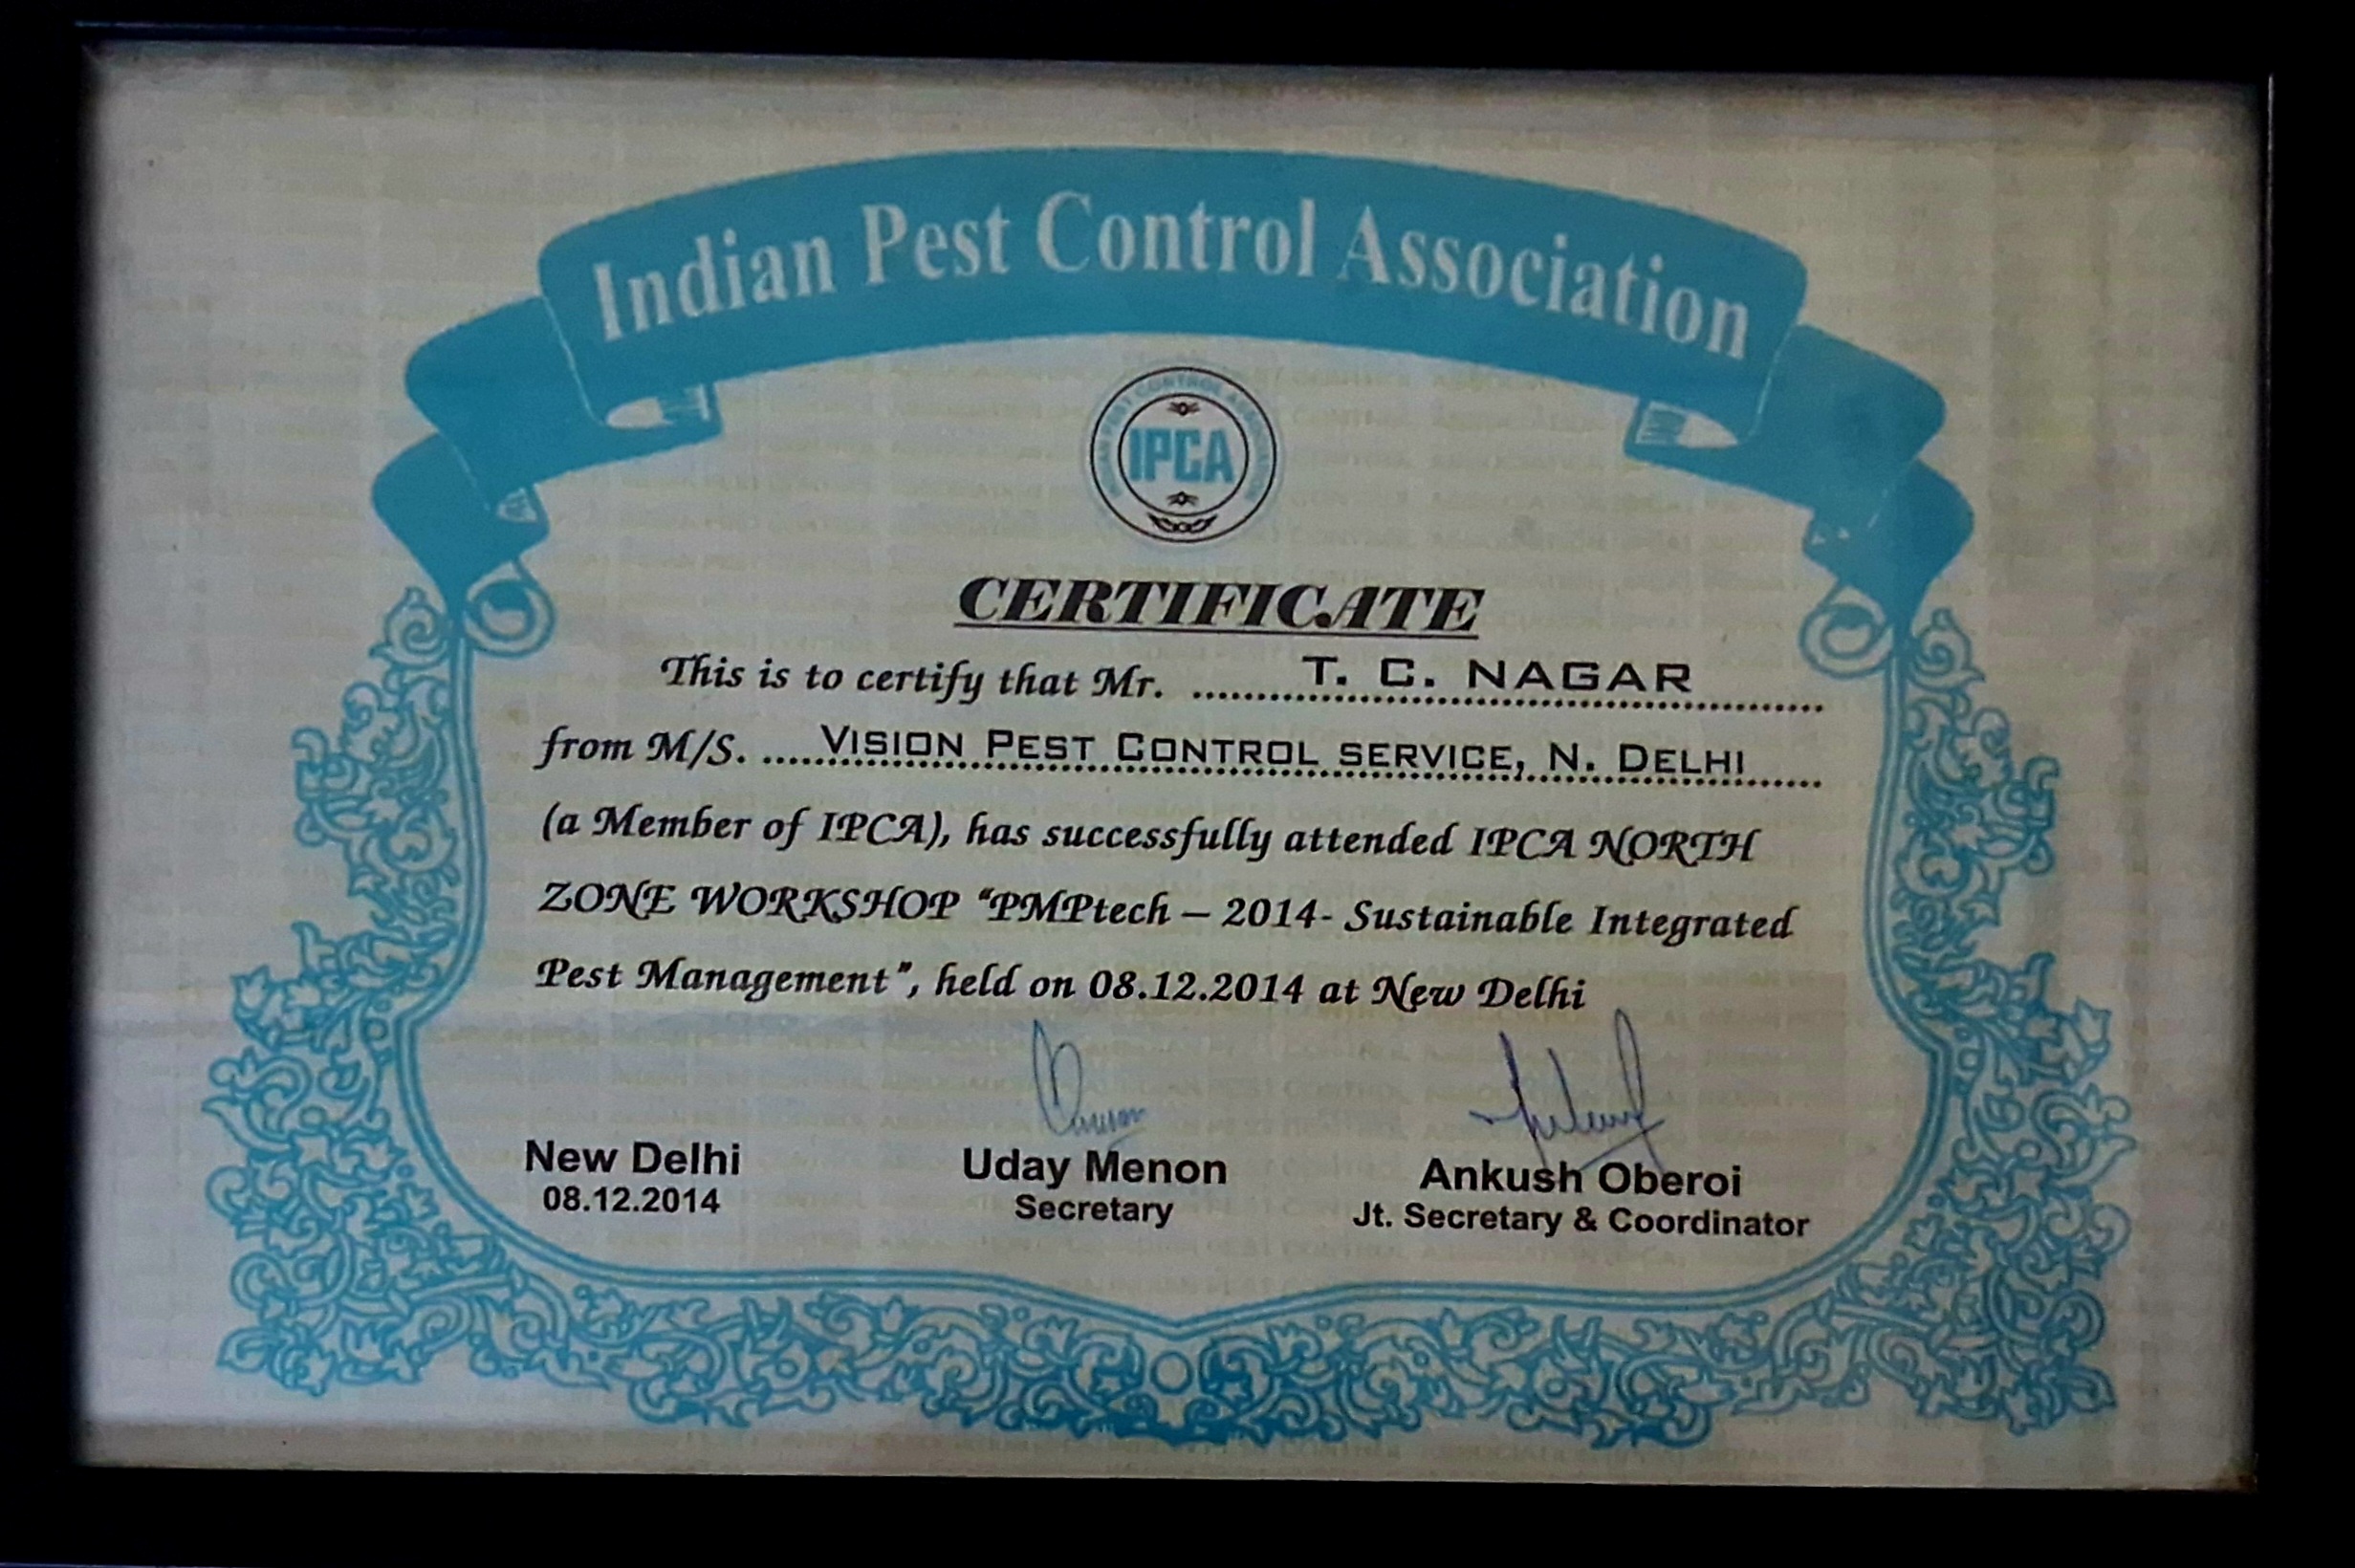 Indian Pest Control Association
IPCA
CERTIFICATE
This is to certify that Mr. ........T. C. NAGAR........
from M/S. ....VISION PEST CONTROL SERVICE, N. DELHI....
(a Member of IPCA), has successfully attended IPCA NORTH
ZONE WORKSHOP “PMPtech – 2014- Sustainable Integrated
Pest Management”, held on 08.12.2014 at New Delhi
New Delhi
08.12.2014
Uday Menon
Secretary
Ankush Oberoi
Jt. Secretary & Coordinator